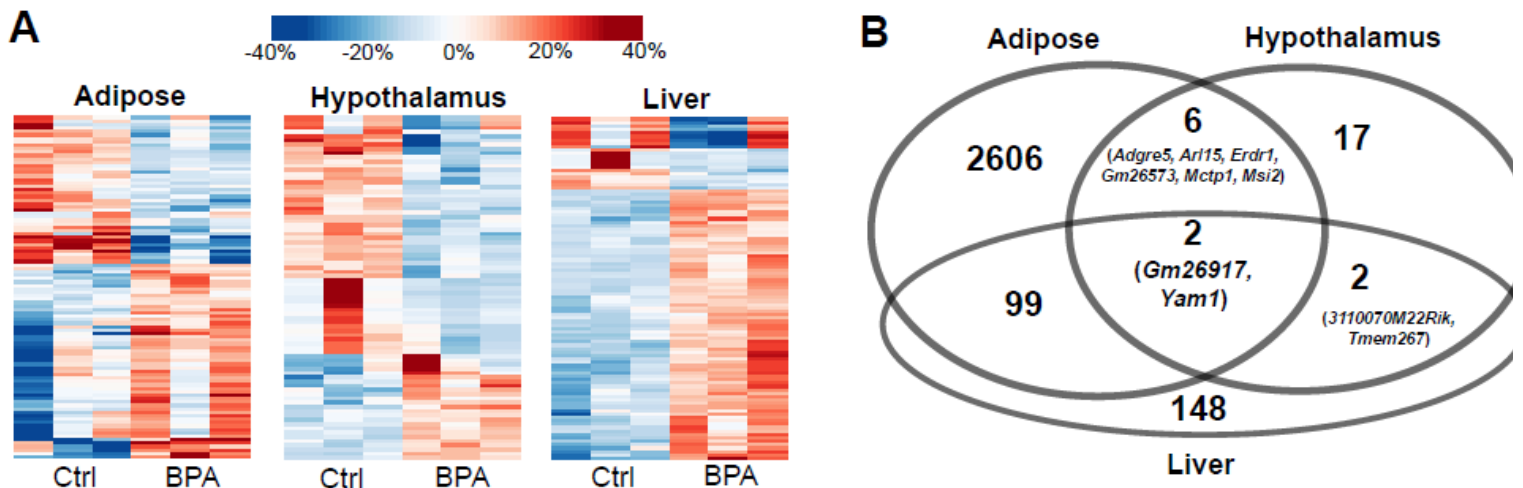 A
-40%
-20%
0%
20%
40%
Adipose
Hypothalamus
Liver
Ctrl
BPA
Ctrl
BPA
Ctrl
BPA
B
Adipose
Hypothalamus
2606
6
(Adgre5, Arl15, Erdr1,
Gm26573, Mctp1, Msi2)
17
2
(Gm26917,
Yam1)
99
2
(3110070M22Rik,
Tmem267)
148
Liver